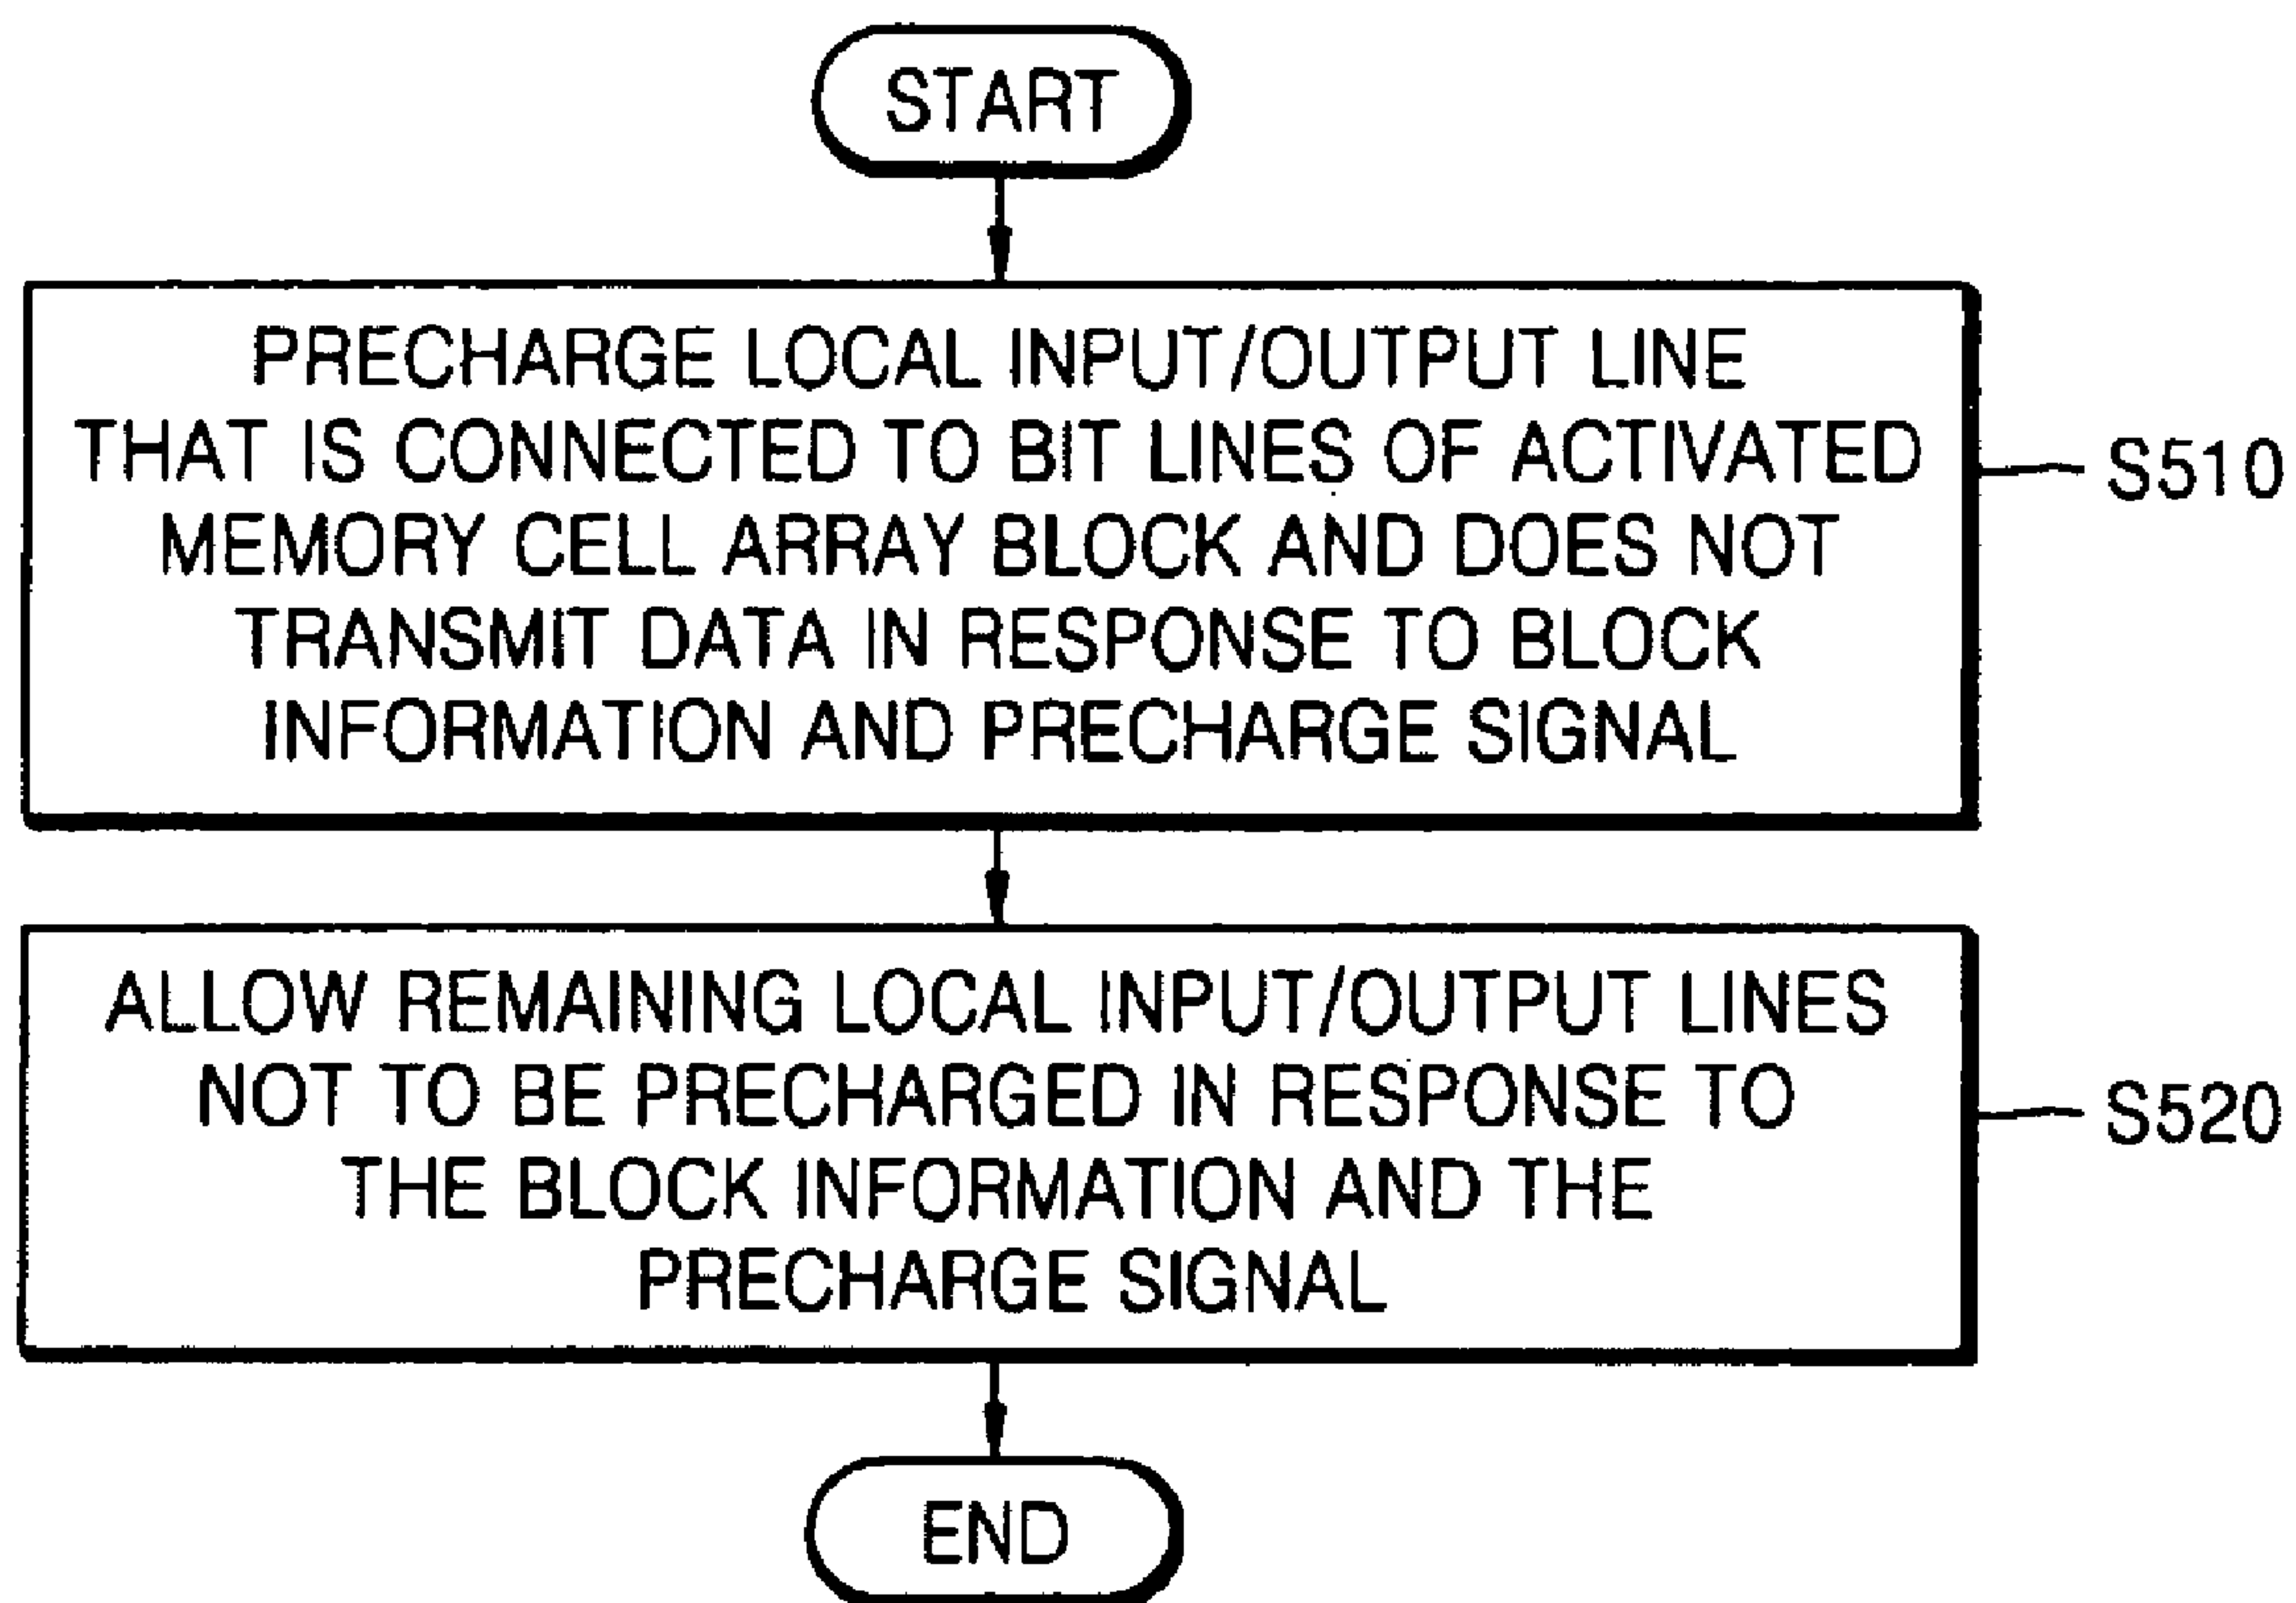 START
PRECHARGE LOCAL INPUT/OUTPUT LINE
THAT IS CONNECTED TO BIT LINES OF ACTIVATED
MEMORY CELL ARRAY BLOCK AND DOES NOT
TRANSMIT DATA IN RESPONSE TO BLOCK
INFORMATION AND PRECHARGE SIGNAL
S510
ALLOW REMAINING LOCAL INPUT/OUTPUT LINES
NOT TO BE PRECHARGED IN RESPONSE TO
THE BLOCK INFORMATION AND THE
PRECHARGE SIGNAL
S520
END